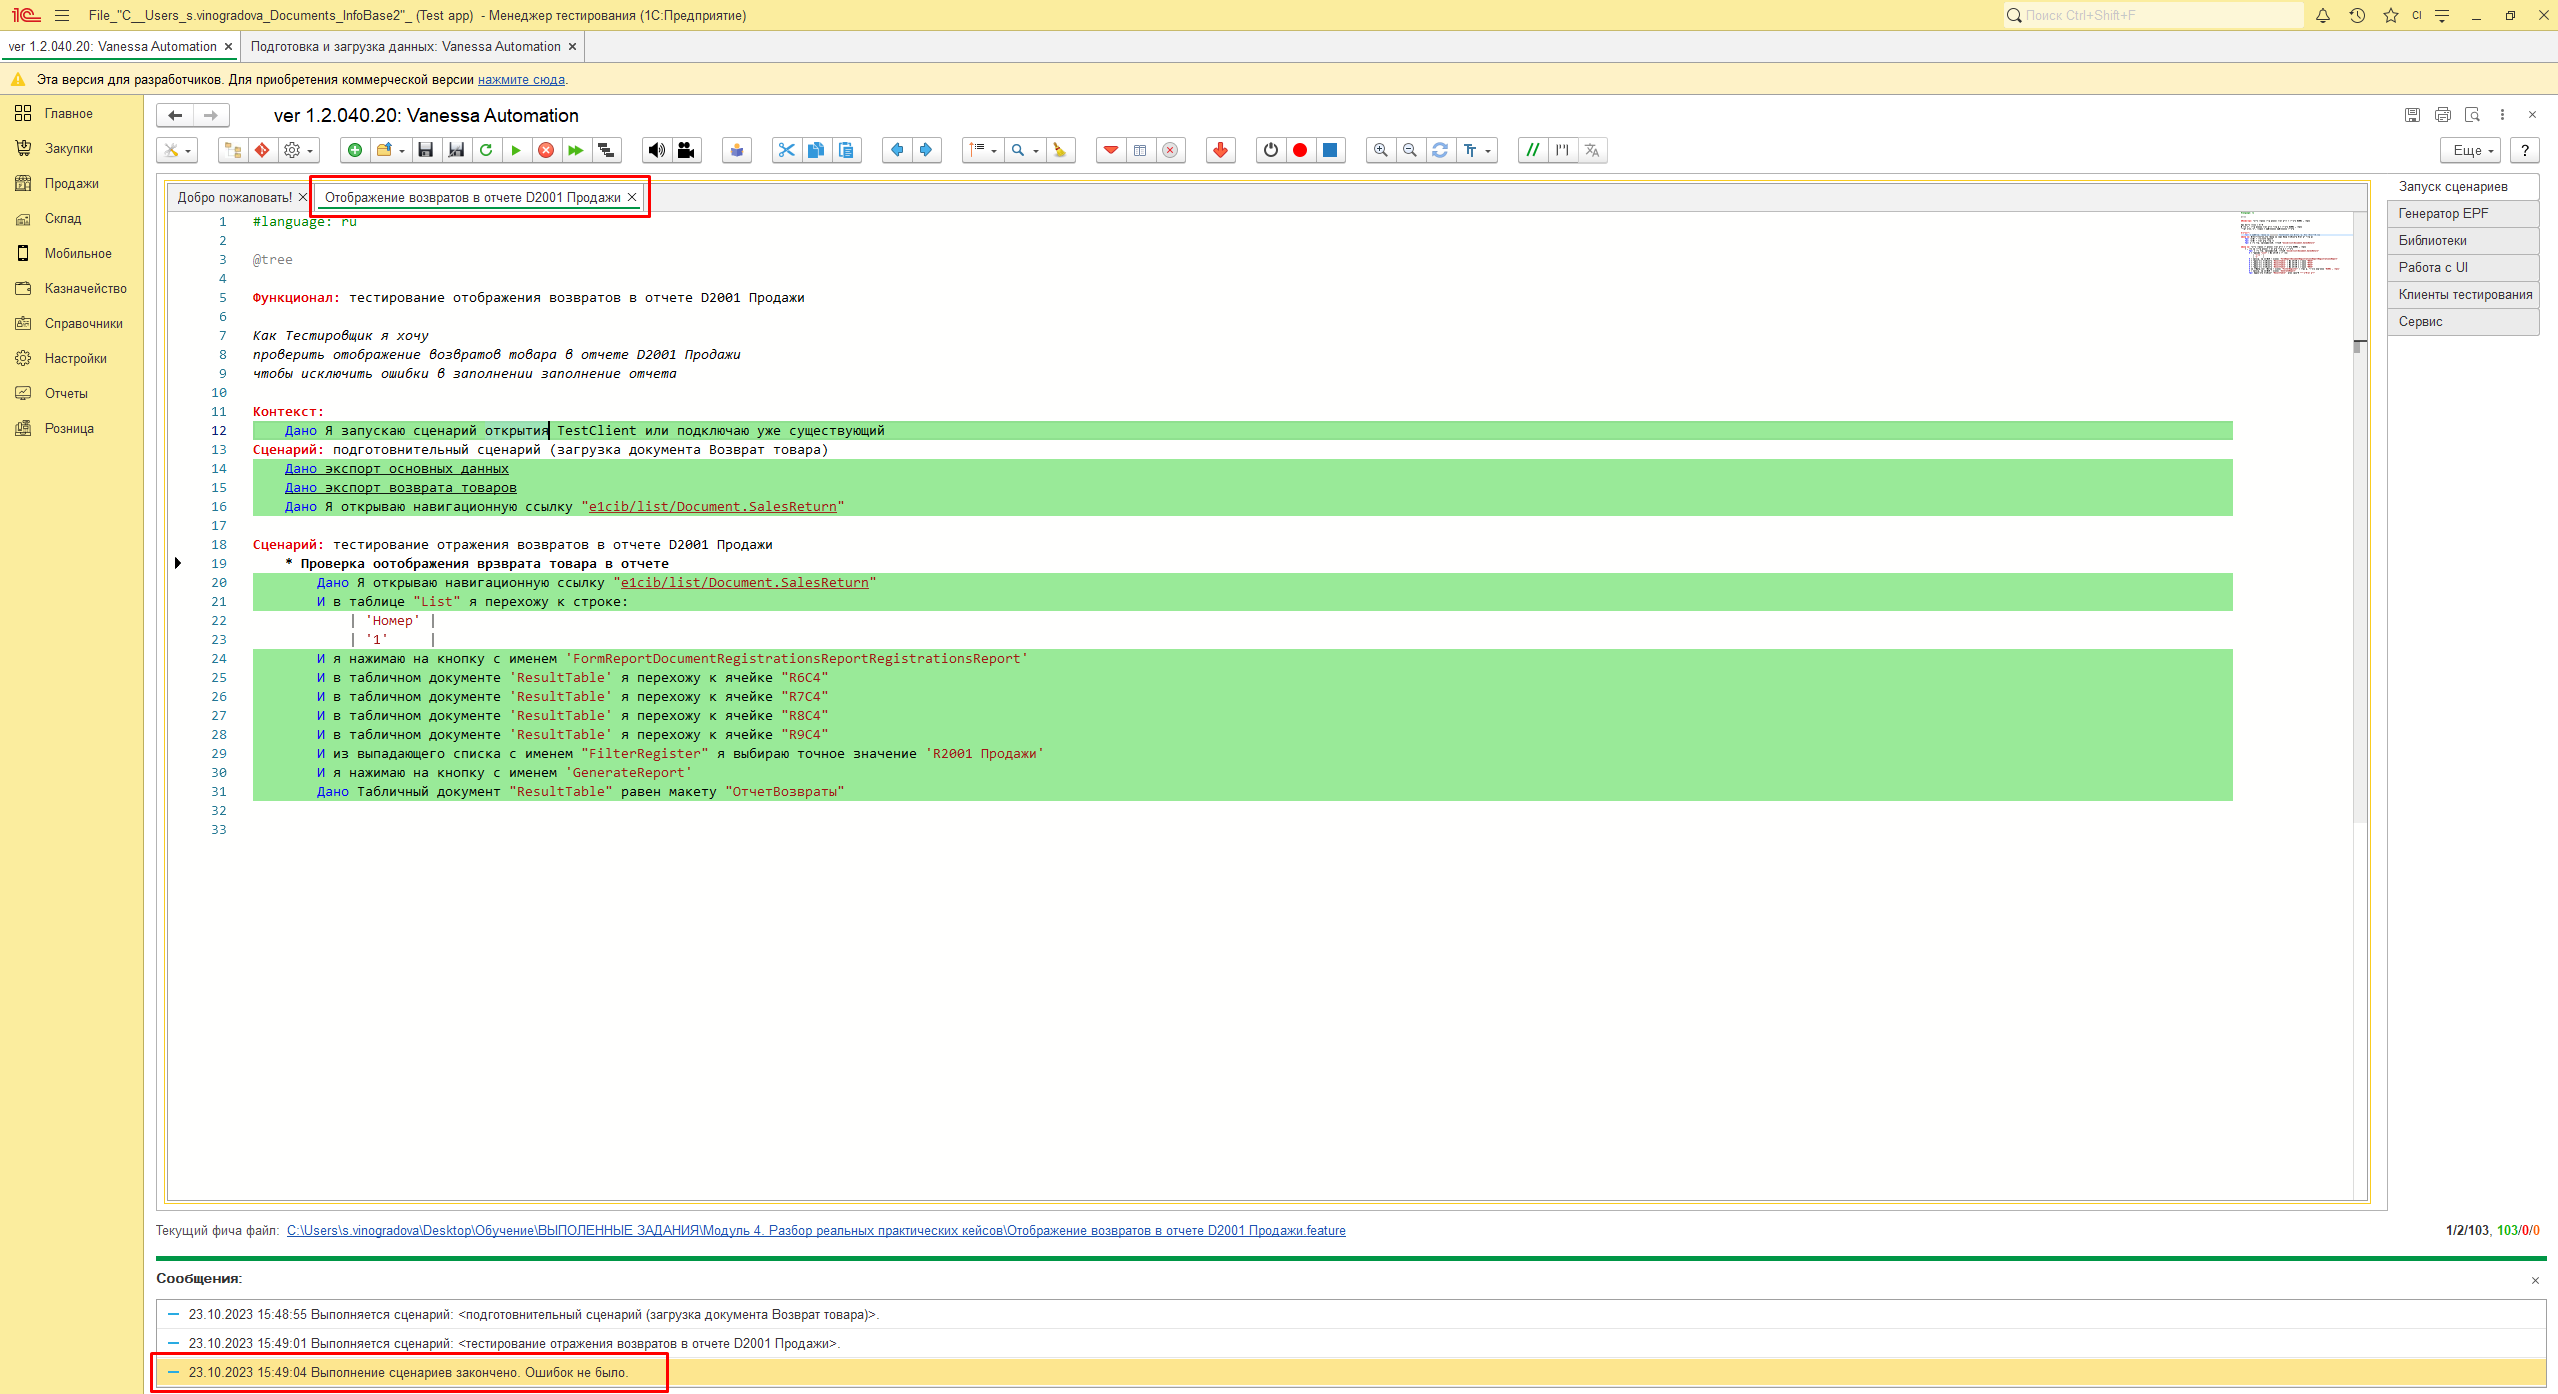 File_"C__Users_s.vinogradova_Documents_InfoBase2"_ (Test app) - Менеджер тестирования (1С:Предприятие)
Поиск Ctrl+Shift+F
CI
ver 1.2.040.20: Vanessa Automation
Подготовка и загрузка данных: Vanessa Automation
Эта версия для разработчиков. Для приобретения коммерческой версии нажмите сюда.
Главное
Закупки
Продажи
Склад
Мобильное
Казначейство
Справочники
Настройки
Отчеты
Розница
ver 1.2.040.20: Vanessa Automation
Еще
?
Добро пожаловать!
Отображение возвратов в отчете D2001 Продажи
1 #language: ru
2
3 @tree
4
5 Функционал: тестирование отображения возвратов в отчете D2001 Продажи
6
7 Как Тестировщик я хочу
8 проверить отображение возвратов товара в отчете D2001 Продажи
9 чтобы исключить ошибки в заполнении заполнение отчета
10
11 Контекст:
12 Дано Я запускаю сценарий открытия TestClient или подключаю уже существующий
13 Сценарий: подготовнительный сценарий (загрузка документа Возврат товара)
14 Дано экспорт основных данных
15 Дано экспорт возврата товаров
16 Дано Я открываю навигационную ссылку "e1cib/list/Document.SalesReturn"
17
18 Сценарий: тестирование отражения возвратов в отчете D2001 Продажи
19 * Проверка оотображения врзврата товара в отчете
20 Дано Я открываю навигационную ссылку "e1cib/list/Document.SalesReturn"
21 И в таблице "List" я перехожу к строке:
22 | 'Номер' |
23 | '1' |
24 И я нажимаю на кнопку с именем 'FormReportDocumentRegistrationsReportRegistrationsReport'
25 И в табличном документе 'ResultTable' я перехожу к ячейке "R6C4"
26 И в табличном документе 'ResultTable' я перехожу к ячейке "R7C4"
27 И в табличном документе 'ResultTable' я перехожу к ячейке "R8C4"
28 И в табличном документе 'ResultTable' я перехожу к ячейке "R9C4"
29 И из выпадающего списка с именем "FilterRegister" я выбираю точное значение 'R2001 Продажи'
30 И я нажимаю на кнопку с именем 'GenerateReport'
31 Дано Табличный документ "ResultTable" равен макету "ОтчетВозвраты"
32
33
Запуск сценариев
Генератор EPF
Библиотеки
Работа с UI
Клиенты тестирования
Сервис
Текущий фича файл: C:\Users\s.vinogradova\Desktop\Обучение\ВЫПОЛЕННЫЕ ЗАДАНИЯ\Модуль 4. Разбор реальных практических кейсов\Отображение возвратов в отчете D2001 Продажи.feature
1/2/103, 103/0/0
Сообщения:
23.10.2023 15:48:55 Выполняется сценарий: <подготовнительный сценарий (загрузка документа Возврат товара)>.
23.10.2023 15:49:01 Выполняется сценарий: <тестирование отражения возвратов в отчете D2001 Продажи>.
23.10.2023 15:49:04 Выполнение сценариев закончено. Ошибок не было.